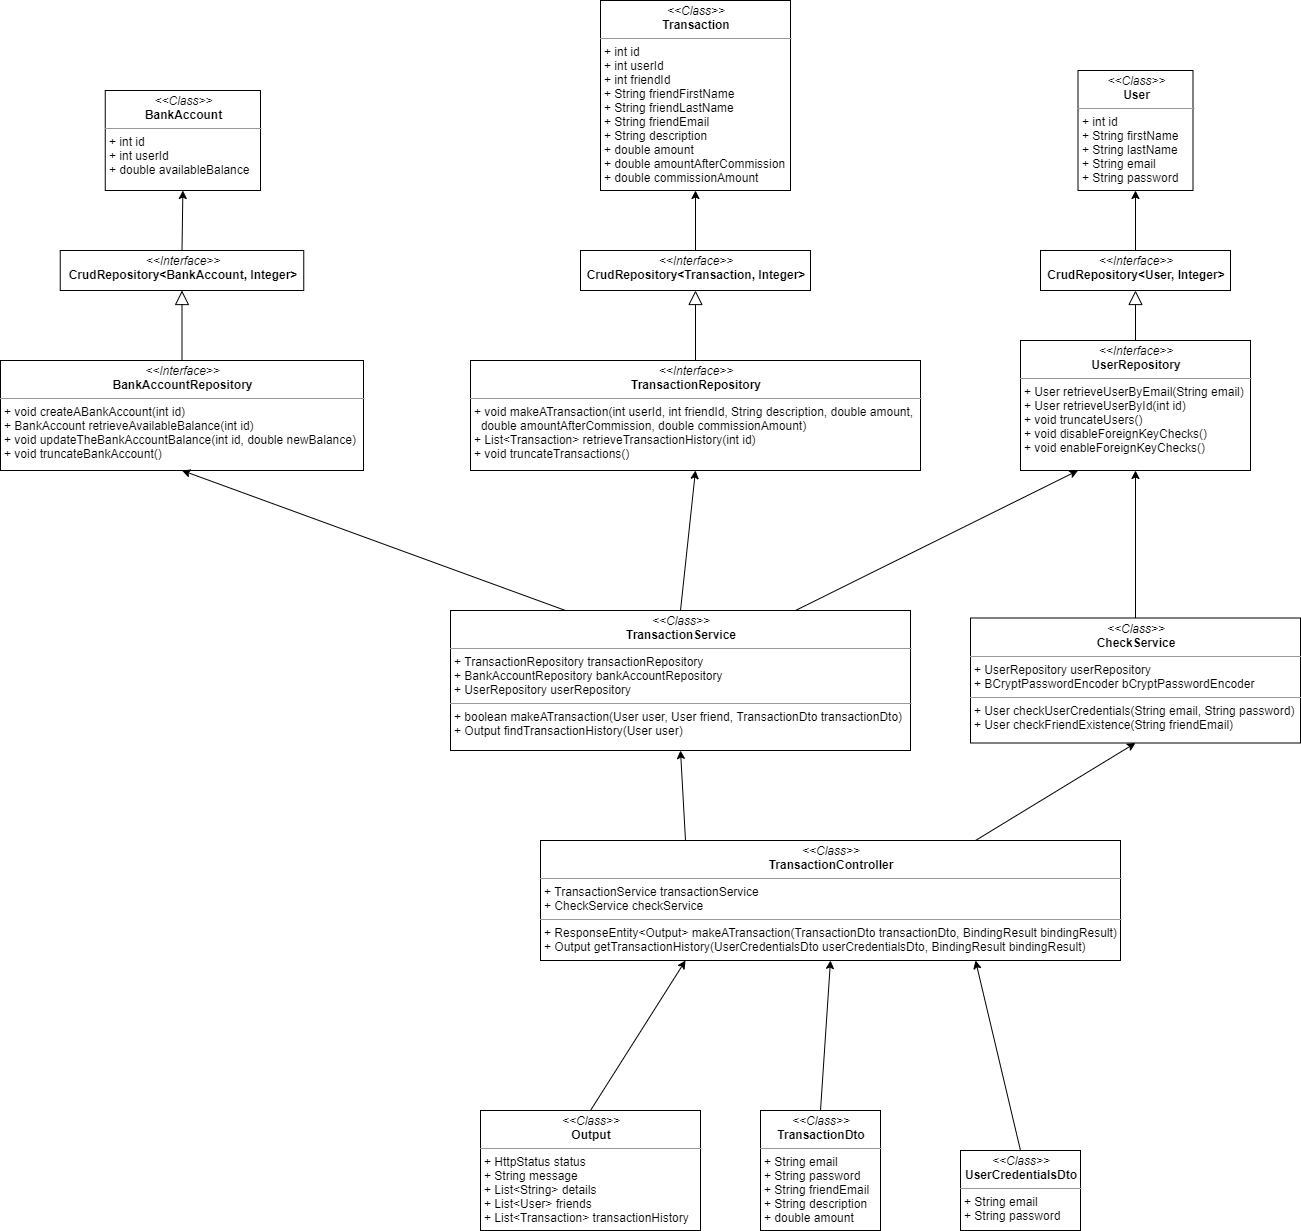 <<Class>>
Transaction
+ int id
+ int userId
+ int friendId
+ String friendFirstName
+ String friendLastName
+ String friendEmail
+ String description
+ double amount
+ double amountAfterCommission
+ double commissionAmount
<<Class>>
BankAccount
+ int id
+ int userId
+ double availableBalance
<<Class>>
User
+ int id
+ String firstName
+ String lastName
+ String email
+ String password
<<Interface>>
CrudRepository<BankAccount, Integer>
<<Interface>>
CrudRepository<Transaction, Integer>
<<Interface>>
CrudRepository<User, Integer>
<<Interface>>
BankAccountRepository
+ void createABankAccount(int id)
+ BankAccount retrieveAvailableBalance(int id)
+ void updateTheBankAccountBalance(int id, double newBalance)
+ void truncateBankAccount()
<<Interface>>
TransactionRepository
+ void makeATransaction(int userId, int friendId, String description, double amount,
double amountAfterCommission, double commissionAmount)
+ List<Transaction> retrieveTransactionHistory(int id)
+ void truncateTransactions()
<<Interface>>
UserRepository
+ User retrieveUserByEmail(String email)
+ User retrieveUserById(int id)
+ void truncateUsers()
+ void disableForeignKeyChecks()
+ void enableForeignKeyChecks()
<<Class>>
TransactionService
+ TransactionRepository transactionRepository
+ BankAccountRepository bankAccountRepository
+ UserRepository userRepository
+ boolean makeATransaction(User user, User friend, TransactionDto transactionDto)
+ Output findTransactionHistory(User user)
<<Class>>
CheckService
+ UserRepository userRepository
+ BCryptPasswordEncoder bCryptPasswordEncoder
+ User checkUserCredentials(String email, String password)
+ User checkFriendExistence(String friendEmail)
<<Class>>
TransactionController
+ TransactionService transactionService
+ CheckService checkService
+ ResponseEntity<Output> makeATransaction(TransactionDto transactionDto, BindingResult bindingResult)
+ Output getTransactionHistory(UserCredentialsDto userCredentialsDto, BindingResult bindingResult)
<<Class>>
Output
+ HttpStatus status
+ String message
+ List<String> details
+ List<User> friends
+ List<Transaction> transactionHistory
<<Class>>
TransactionDto
+ String email
+ String password
+ String friendEmail
+ String description
+ double amount
<<Class>>
UserCredentialsDto
+ String email
+ String password